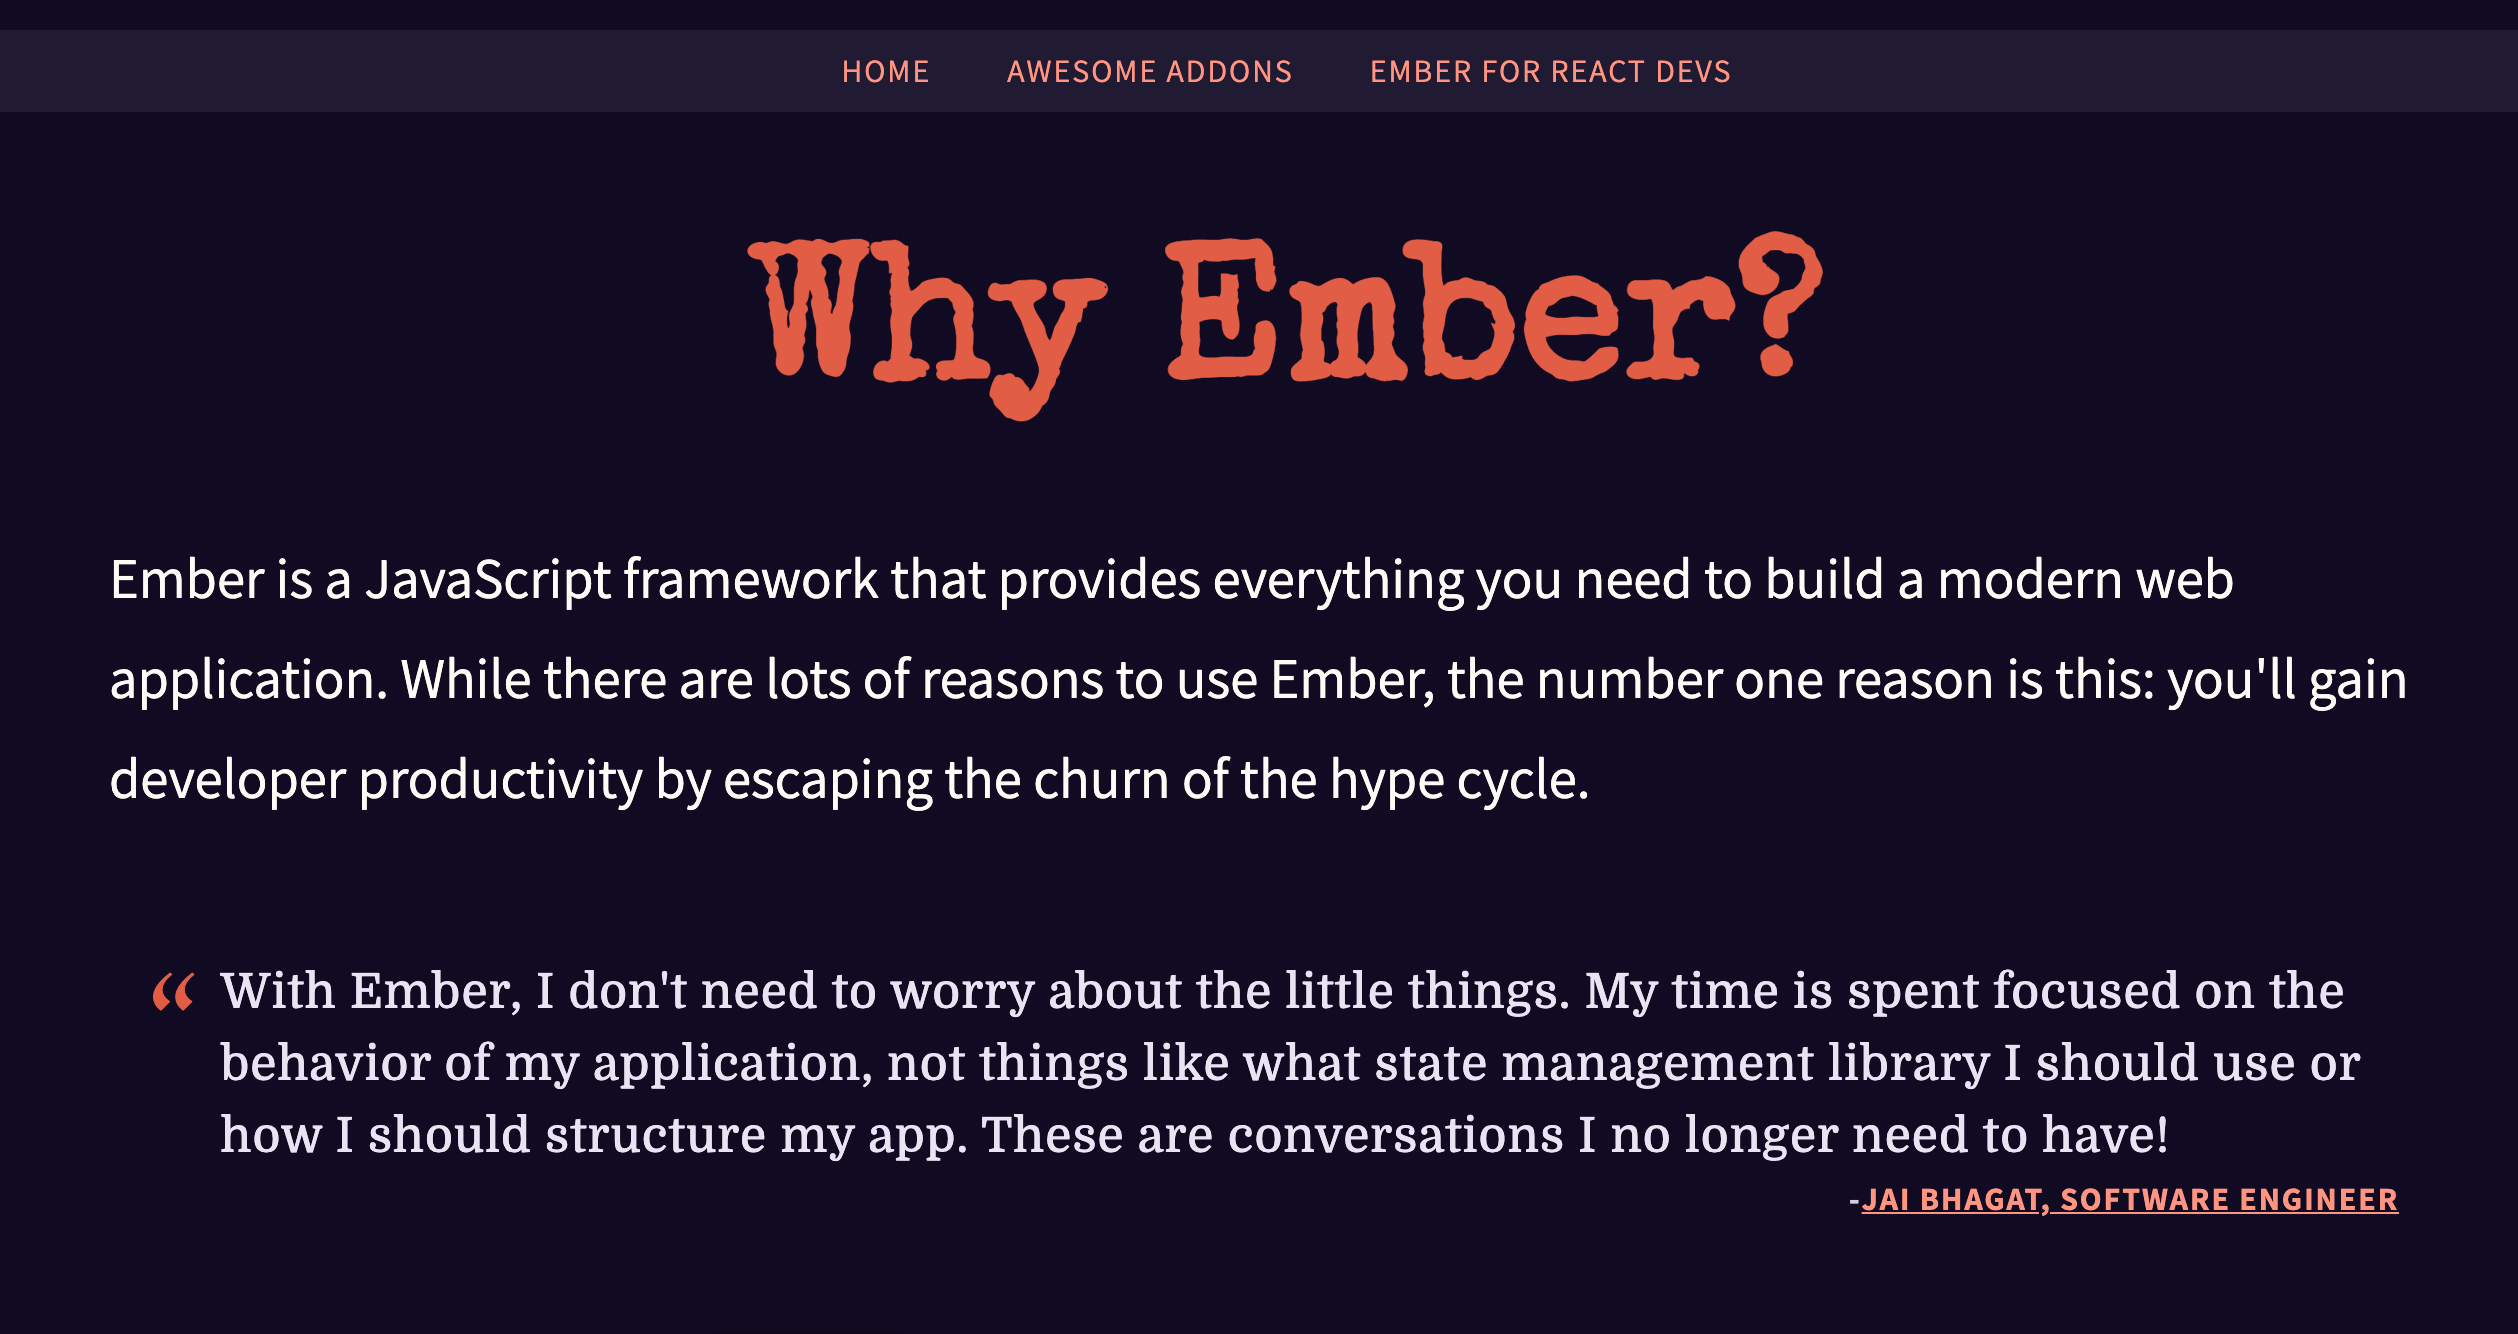 HOME AWESOME ADDONS EMBER FOR REACT DEVS
Why Ember?
Ember is a JavaScript framework that provides everything you need to build a modern web
application. While there are lots of reasons to use Ember, the number one reason is this: you'll gain
developer productivity by escaping the churn of the hype cycle.
“ With Ember, I don't need to worry about the little things. My time is spent focused on the
behavior of my application, not things like what state management library I should use or
how I should structure my app. These are conversations I no longer need to have!
-JAI BHAGAT, SOFTWARE ENGINEER